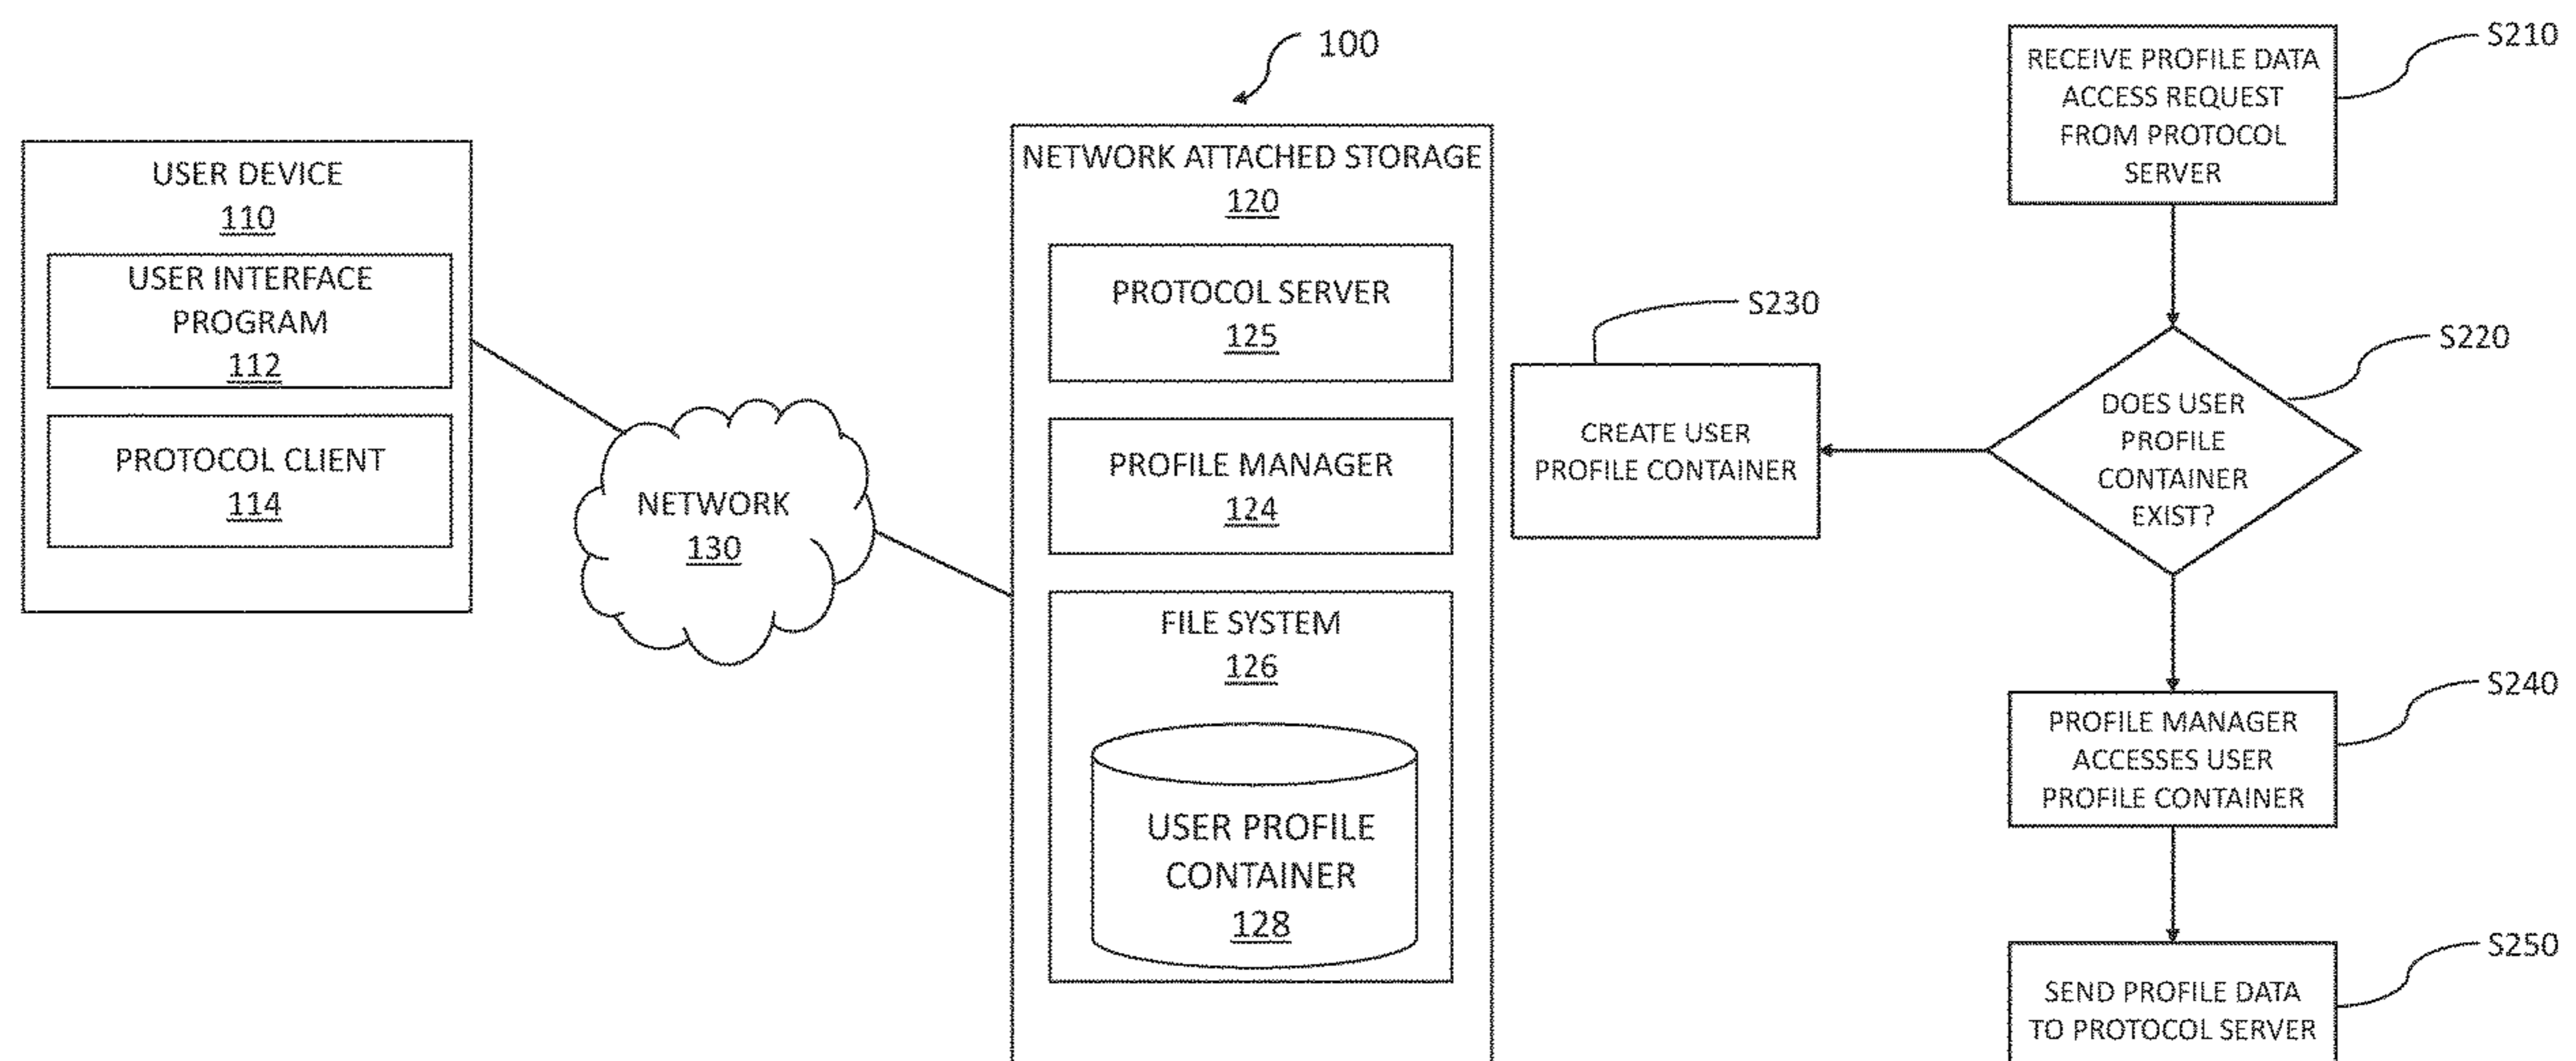 100
USER DEVICE
110
USER INTERFACE
PROGRAM
112
PROTOCOL CLIENT
114
NETWORK
130
NETWORK ATTACHED STORAGE
120
PROTOCOL SERVER
125
PROFILE MANAGER
124
FILE SYSTEM
126
USER PROFILE
CONTAINER
128
S210
RECEIVE PROFILE DATA
ACCESS REQUEST
FROM PROTOCOL
SERVER
S220
DOES USER
PROFILE
CONTAINER
EXIST?
S230
CREATE USER
PROFILE CONTAINER
S240
PROFILE MANAGER
ACCESSES USER
PROFILE CONTAINER
S250
SEND PROFILE DATA
TO PROTOCOL SERVER